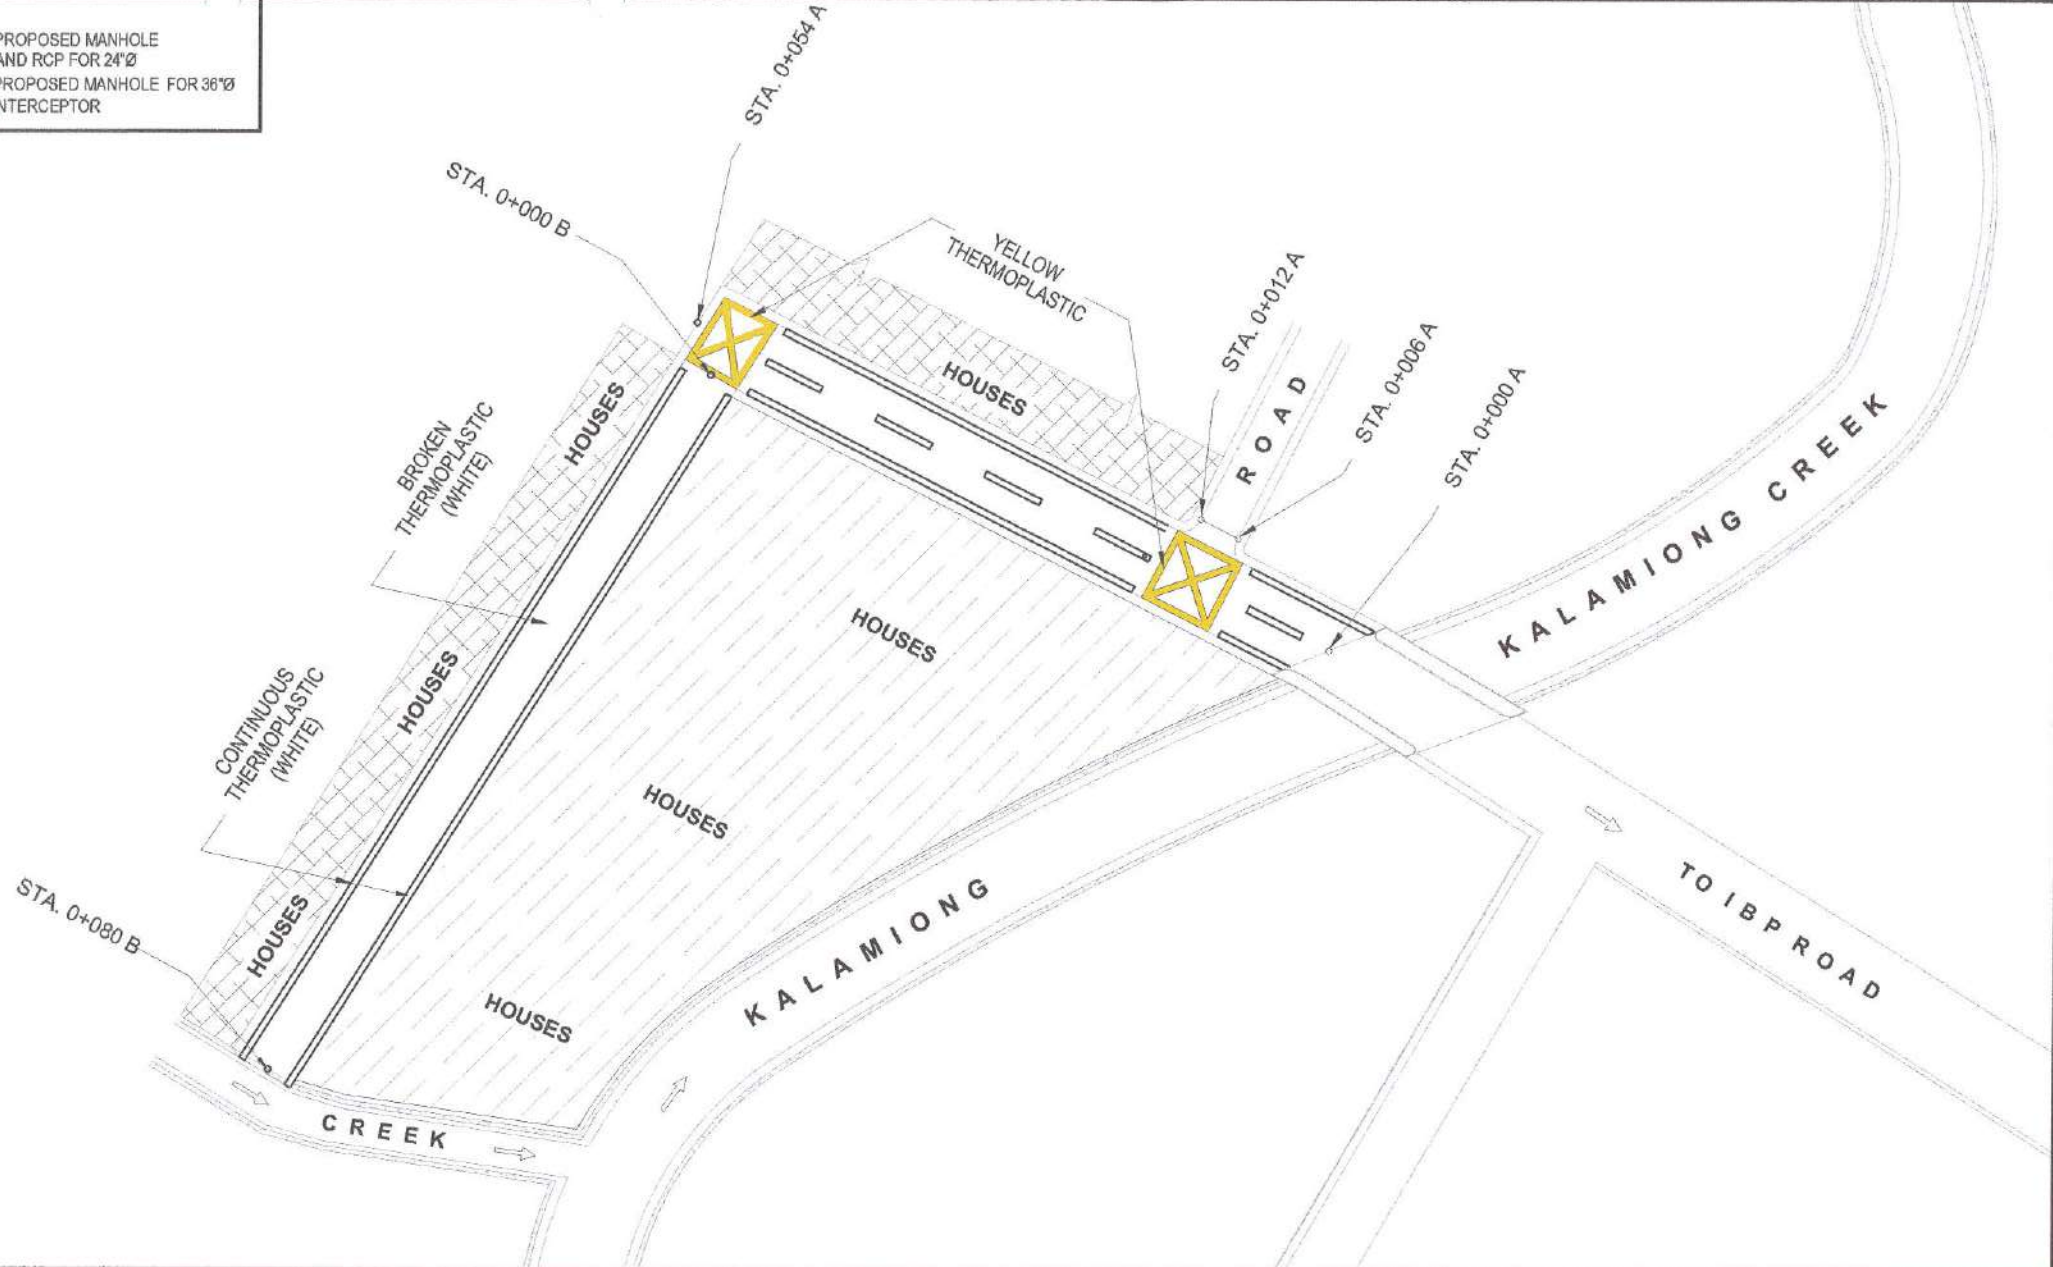 PROPOSED MANHOLE
AND RCP FOR 24"Ø
PROPOSED MANHOLE FOR 36"Ø
INTERCEPTOR
STA. 0+054 A
STA. 0+000 B
YELLOW
THERMOPLASTIC
STA. 0+012 A
STA. 0+006 A
STA. 0+000 A
ROAD
HOUSES
HOUSES
BROKEN
THERMOPLASTIC
(WHITE)
KALAMIONG CREEK
HOUSES
HOUSES
CONTINUOUS
THERMOPLASTIC
(WHITE)
HOUSES
TO IBP ROAD
STA. 0+080 B
HOUSES
KALAMIONG
HOUSES
CREEK